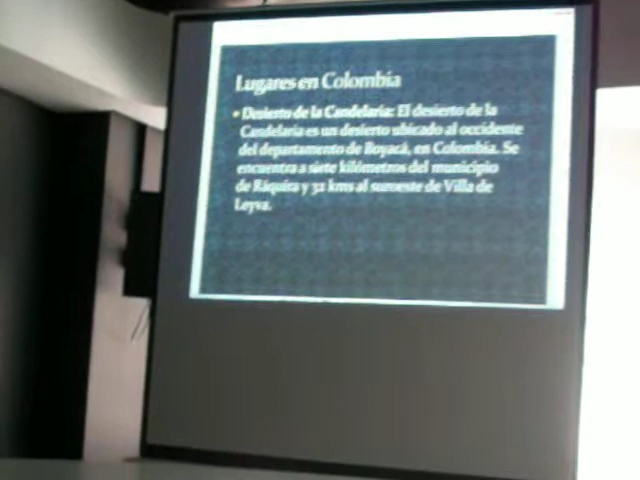 Lugares en Colombia
• Desierto de la Candelaria: El desierto de la
Candelaria es un desierto ubicado al occidente
del departamento de Boyacá, en Colombia. Se
encuentra a siete kilómetros del municipio
de Ráquira y 32 kms al suroeste de Villa de
Leyva.